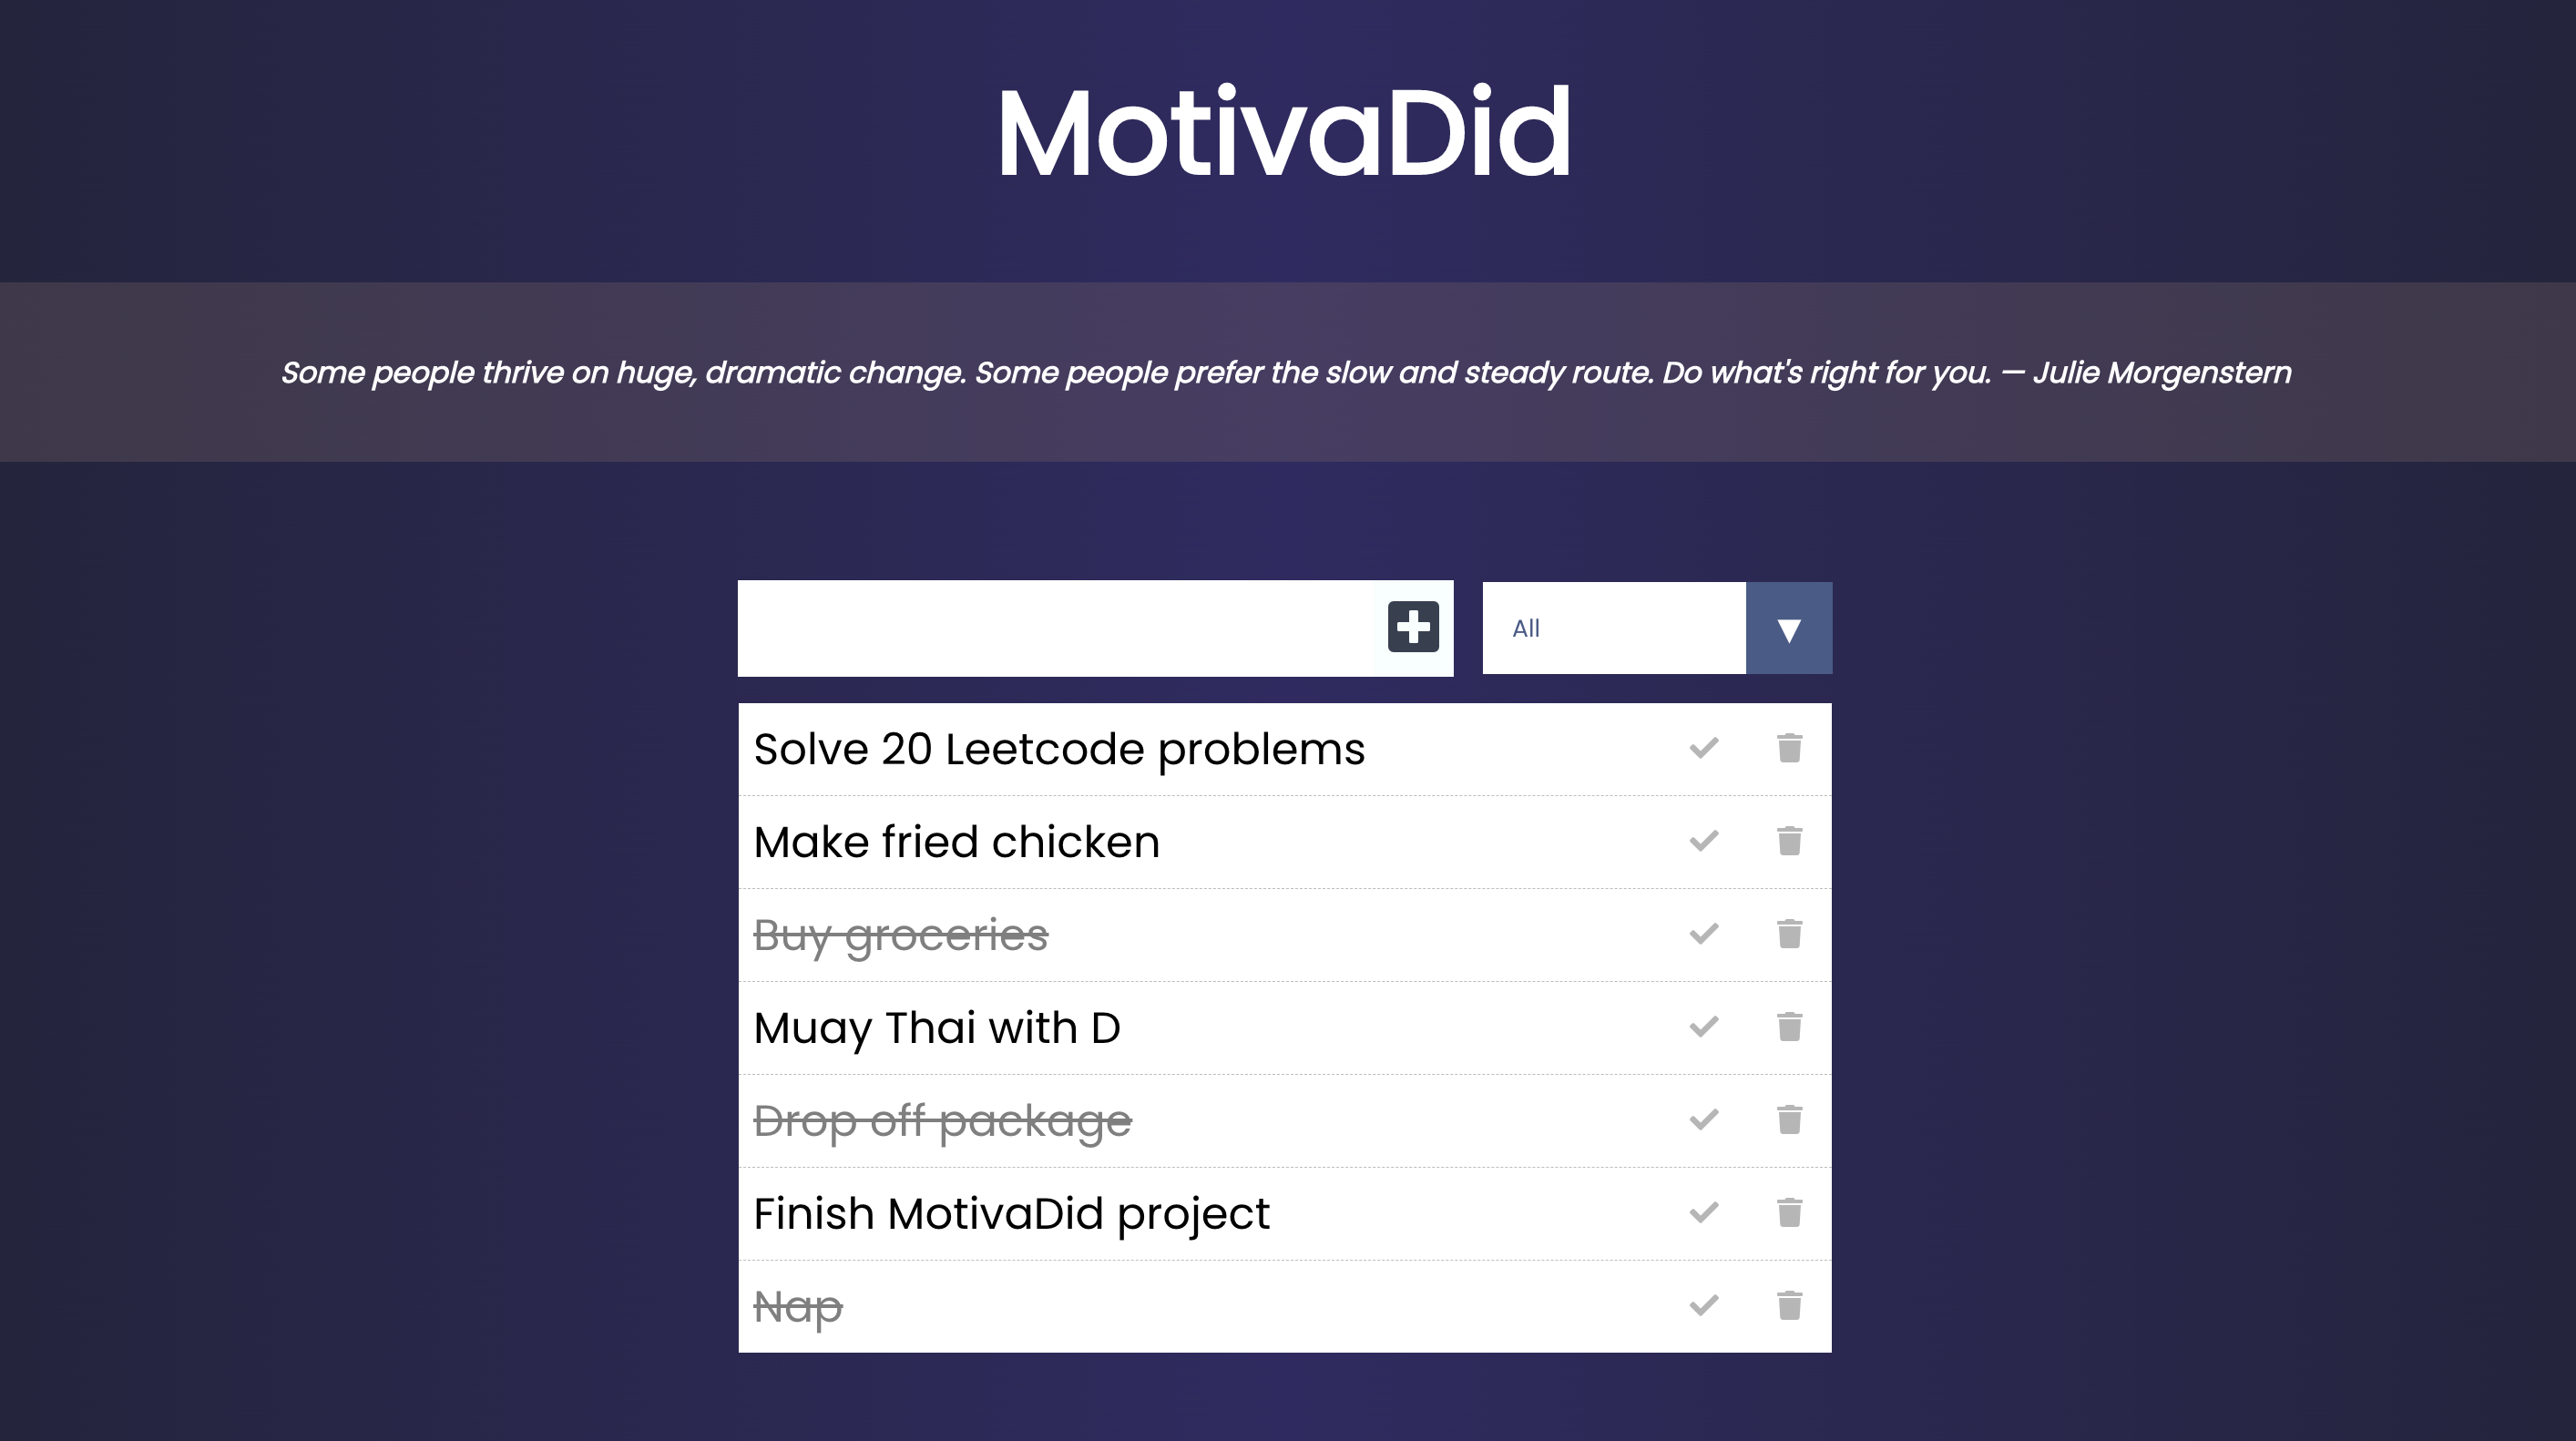 MotivaDid
Some people thrive on huge, dramatic change. Some people prefer the slow and steady route. Do what's right for you. — Julie Morgenstern
All
Solve 20 Leetcode problems
Make fried chicken
Buy groceries
Muay Thai with D
Drop off package
Finish MotivaDid project
Nap